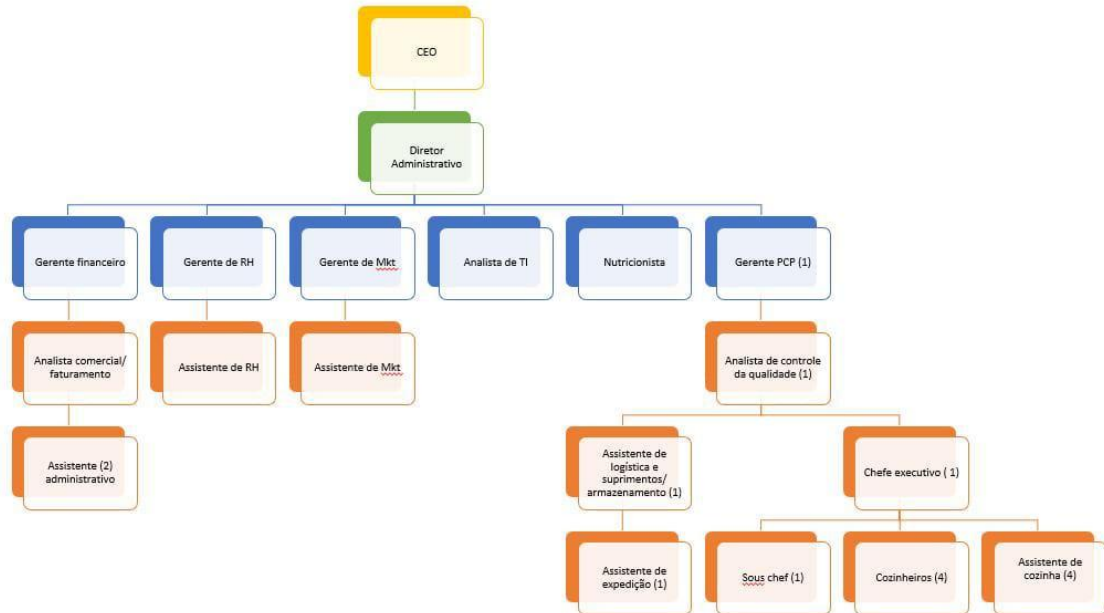 CEO
Diretor
Administrativo
Gerente financeiro
Gerente de RH
Gerente de Mkt
Analista de TI
Nutricionista
Gerente PCP (1)
Analista comercial/
faturamento
Assistente de RH
Assistente de Mkt
Analista de controle
da qualidade (1)
Assistente (2)
administrativo
Assistente de
logística e
suprimentos/
armazenamento (1)
Chefe executivo ( 1)
Assistente de
expedição (1)
Sous chef (1)
Cozinheiros (4)
Assistente de
cozinha (4)